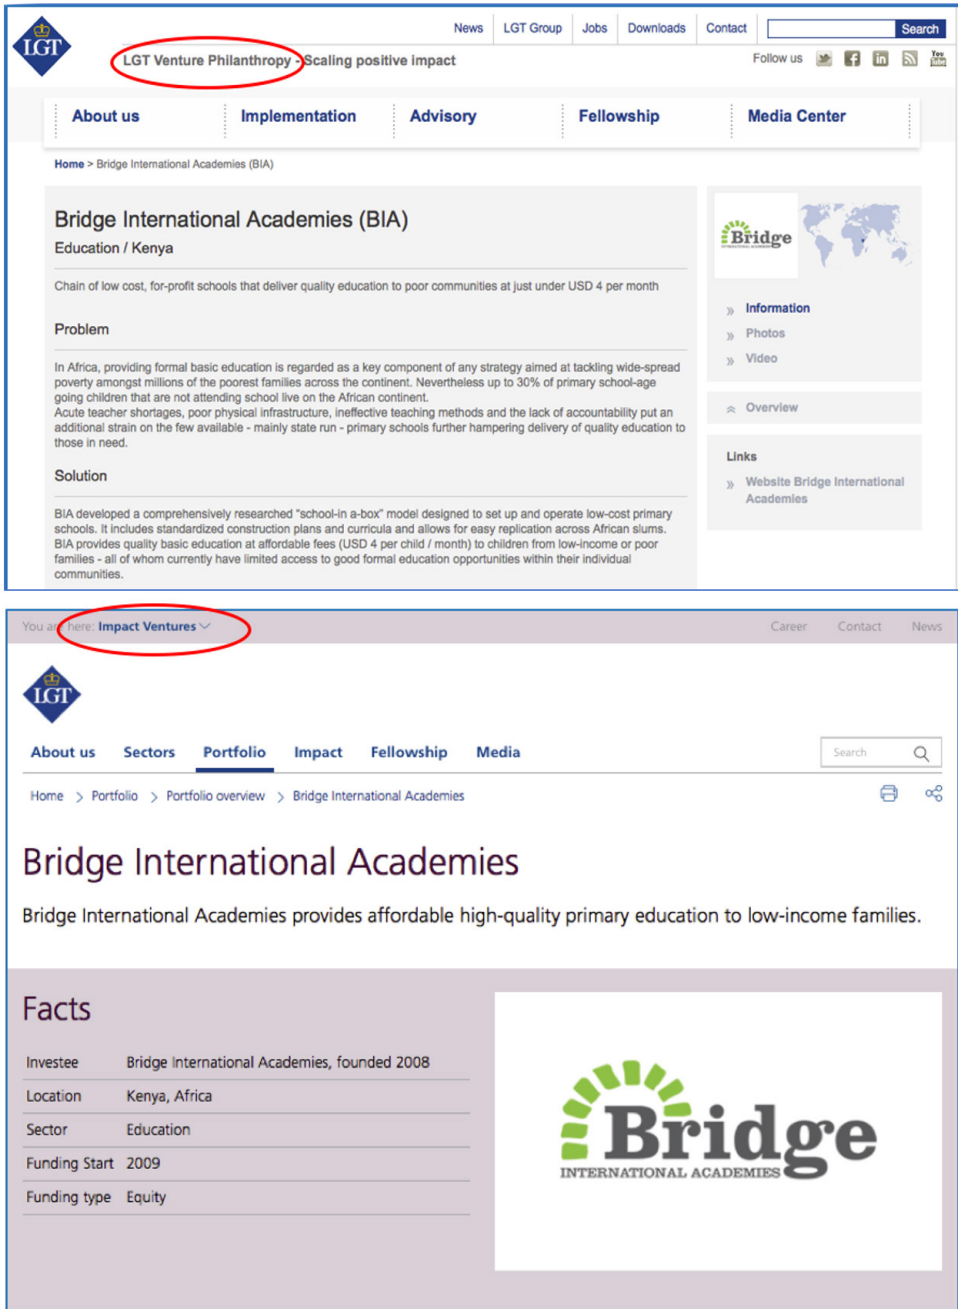 News LGT Group Jobs Downloads Contact Search
LGT
LGT Venture Philanthropy - Scaling positive impact
Follow us f in You Tube
About us Implementation Advisory Fellowship Media Center
Home > Bridge International Academies (BIA)
Bridge International Academies (BIA)
Education / Kenya
Chain of low cost, for-profit schools that deliver quality education to poor communities at just under USD 4 per month
Problem
In Africa, providing formal basic education is regarded as a key component of any strategy aimed at tackling wide-spread
poverty amongst millions of the poorest families across the continent. Nevertheless up to 30% of primary school-age
going children that are not attending school live on the African continent.
Acute teacher shortages, poor physical infrastructure, ineffective teaching methods and the lack of accountability put an
additional strain on the few available - mainly state run - primary schools further hampering delivery of quality education to
those in need.
Solution
BIA developed a comprehensively researched "school-in a-box" model designed to set up and operate low-cost primary
schools. It includes standardized construction plans and curricula and allows for easy replication across African slums.
BIA provides quality basic education at affordable fees (USD 4 per child / month) to children from low-income or poor
families - all of whom currently have limited access to good formal education opportunities within their individual
communities.
Bridge
INTERNATIONAL ACADEMIES
» Information
» Photos
» Video
Overview
Links
» Website Bridge International
Academies
You are here: Impact Ventures
Career Contact News
LGT
About us Sectors Portfolio Impact Fellowship Media
Search
Home > Portfolio > Portfolio overview > Bridge International Academies
Bridge International Academies
Bridge International Academies provides affordable high-quality primary education to low-income families.
Facts
Investee Bridge International Academies, founded 2008
Location Kenya, Africa
Sector Education
Funding Start 2009
Funding type Equity
Bridge
INTERNATIONAL ACADEMIES